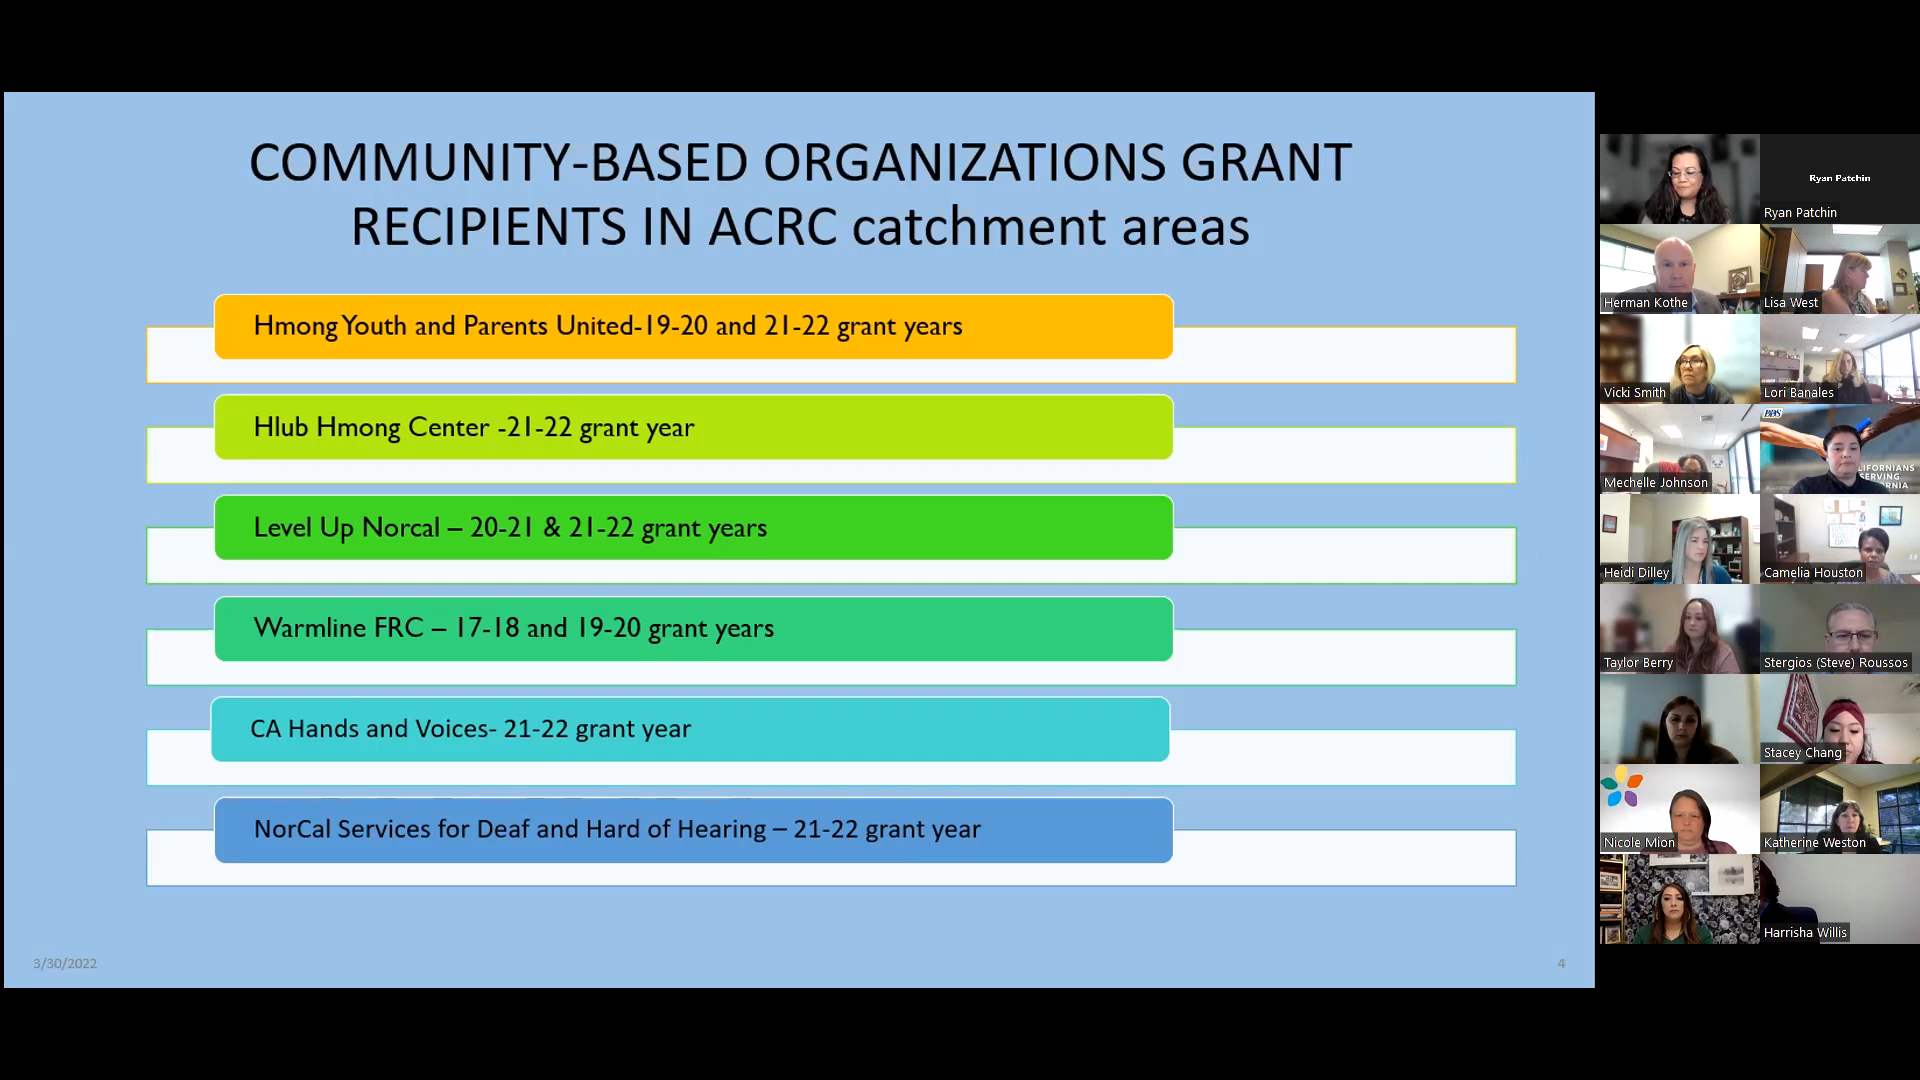 COMMUNITY-BASED ORGANIZATIONS GRANT
RECIPIENTS IN ACRC catchment areas
Hmong Youth and Parents United-19-20 and 21-22 grant years
Hlub Hmong Center -21-22 grant year
Level Up Norcal – 20-21 & 21-22 grant years
Warmline FRC – 17-18 and 19-20 grant years
CA Hands and Voices- 21-22 grant year
NorCal Services for Deaf and Hard of Hearing – 21-22 grant year
3/30/2022
4
Ryan Patchin
Ryan Patchin
Herman Kothe
Lisa West
Vicki Smith
Lori Banales
Mechelle Johnson
Heidi Dilley
Camelia Houston
Taylor Berry
Stergios (Steve) Roussos
Stacey Chang
Nicole Mion
Katherine Weston
Harrisha Willis